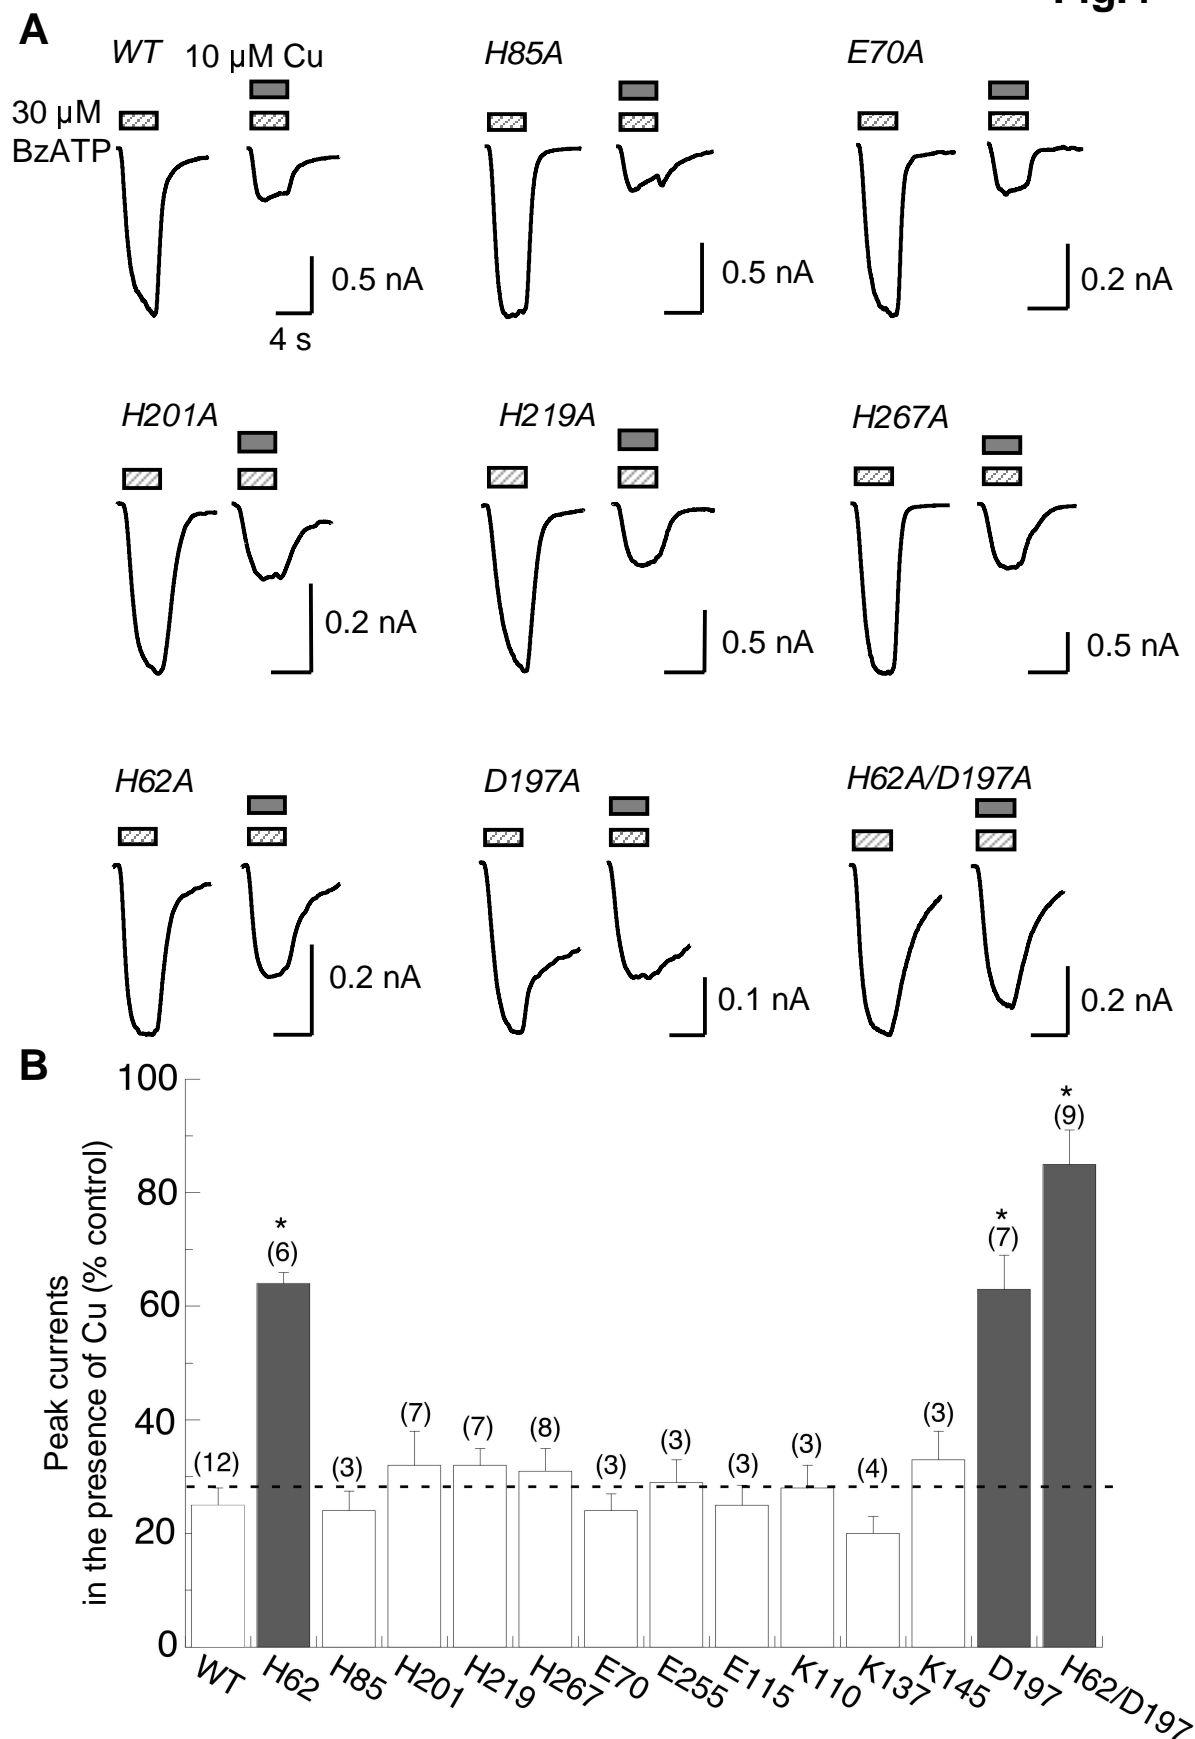 A
WT
10 µM Cu
30 µM
BzATP
0.5 nA
4 s
H85A
0.5 nA
E70A
0.2 nA
H201A
0.2 nA
H219A
0.5 nA
H267A
0.5 nA
H62A
0.2 nA
D197A
0.1 nA
H62A/D197A
0.2 nA
B
Peak currents
in the presence of Cu (% control)
100
80
60
40
20
0
(12)
*
(6)
(3)
(7)
(7)
(8)
(3)
(3)
(3)
(3)
(4)
(3)
*
(7)
*
(9)
WT
H62
H85
H201
H219
H267
E70
E255
E115
K110
K137
K145
D197
H62/D197